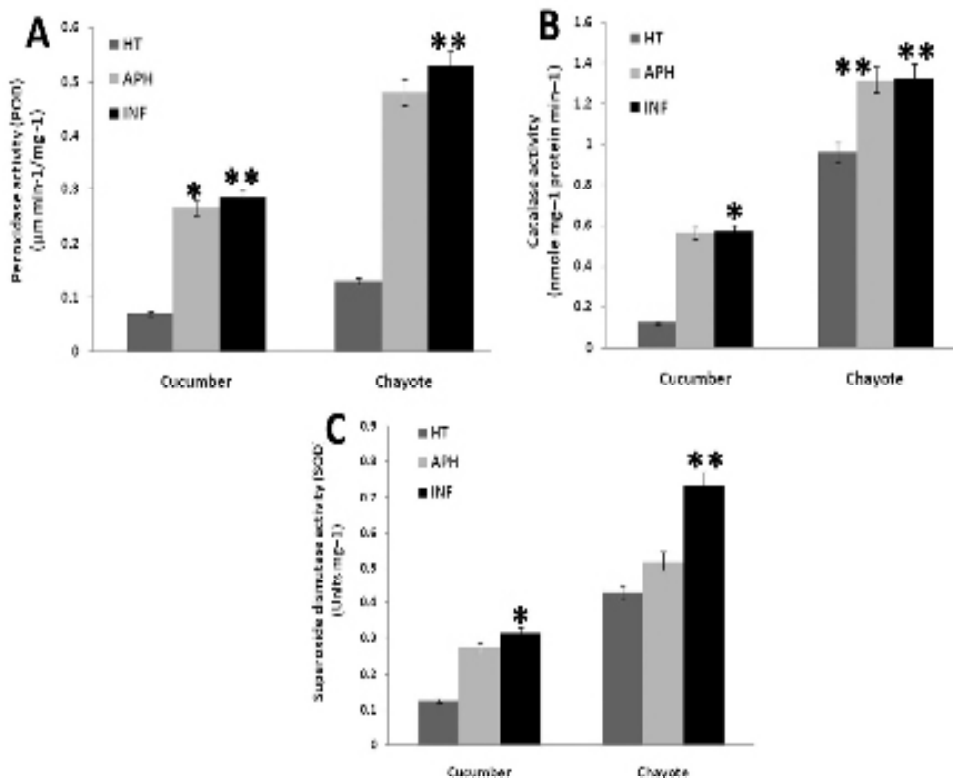 A
Peroxidase activity (POD)
(µm min-1/mg -1)
0.6
0.5
0.4
0.3
0.2
0.1
0
HT
APH
INF
*
**
**
Cucumber
Chayote
B
Catalase activity
(nmole mg–1 protein min–1)
1.6
1.4
1.2
1
0.8
0.6
0.4
0.2
0
HT
APH
INF
*
**
**
Cucumber
Chayote
C
Superoxide dismutase activity (SOD)
(Units mg–1)
0.9
0.8
0.7
0.6
0.5
0.4
0.3
0.2
0.1
0
HT
APH
INF
*
**
Cucumber
Chayote